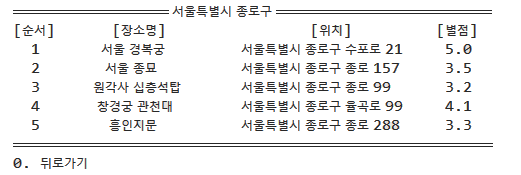 서울특별시 종로구
[순서] [장소명] [위치] [별점]
1 서울 경복궁 서울특별시 종로구 수포로 21 5.0
2 서울 종묘 서울특별시 종로구 종로 157 3.5
3 원각사 십층석탑 서울특별시 종로구 종로 99 3.2
4 창경궁 관천대 서울특별시 종로구 율곡로 99 4.1
5 흥인지문 서울특별시 종로구 종로 288 3.3
0. 뒤로가기